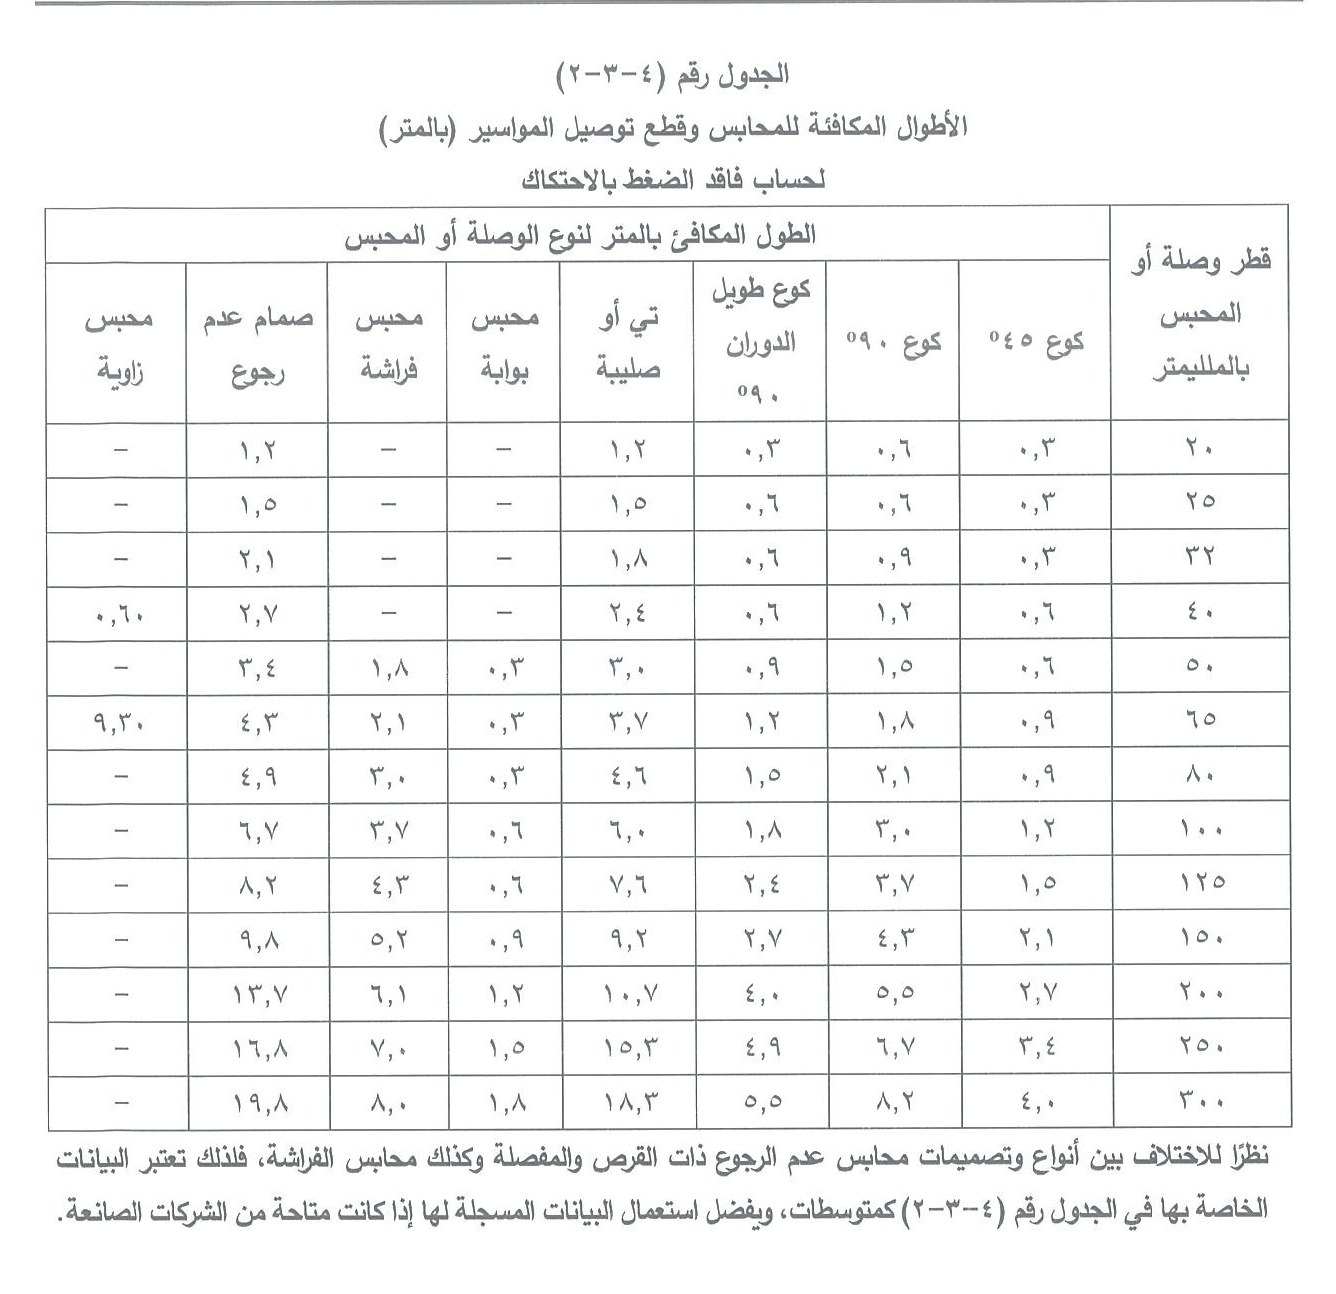 الجدول رقم (٤-٣-٢)
الأطوال المكافئة للمحابس وقطع توصيل المواسير (بالمتر)
لحساب فاقد الضغط بالاحتكاك
قطر وصلة أو المحبس بالملليمتر | الطول المكافئ بالمتر لنوع الوصلة أو المحبس
كوع ٤٥° | كوع ٩٠° | كوع طويل الدوران ٩٠° | تي أو صليبة | محبس بوابة | محبس فراشة | صمام عدم رجوع | محبس زاوية
٢٠ | ٠,٣ | ٠,٦ | ٠,٣ | ١,٢ | – | – | ١,٢ | –
٢٥ | ٠,٣ | ٠,٦ | ٠,٦ | ١,٥ | – | – | ١,٥ | –
٣٢ | ٠,٣ | ٠,٩ | ٠,٦ | ١,٨ | – | – | ٢,١ | –
٤٠ | ٠,٦ | ١,٢ | ٠,٦ | ٢,٤ | – | – | ٢,٧ | ٠,٦٠
٥٠ | ٠,٦ | ١,٥ | ٠,٩ | ٣,٠ | ٠,٣ | ١,٨ | ٣,٤ | –
٦٥ | ٠,٩ | ١,٨ | ١,٢ | ٣,٧ | ٠,٣ | ٢,١ | ٤,٣ | ٩,٣٠
٨٠ | ٠,٩ | ٢,١ | ١,٥ | ٤,٦ | ٠,٣ | ٣,٠ | ٤,٩ | –
١٠٠ | ١,٢ | ٣,٠ | ١,٨ | ٦,٠ | ٠,٦ | ٣,٧ | ٦,٧ | –
١٢٥ | ١,٥ | ٣,٧ | ٢,٤ | ٧,٦ | ٠,٦ | ٤,٣ | ٨,٢ | –
١٥٠ | ٢,١ | ٤,٣ | ٢,٧ | ٩,٢ | ٠,٩ | ٥,٢ | ٩,٨ | –
٢٠٠ | ٢,٧ | ٥,٥ | ٤,٠ | ١٠,٧ | ١,٢ | ٦,١ | ١٣,٧ | –
٢٥٠ | ٣,٤ | ٦,٧ | ٤,٩ | ١٥,٣ | ١,٥ | ٧,٠ | ١٦,٨ | –
٣٠٠ | ٤,٠ | ٨,٢ | ٥,٥ | ١٨,٣ | ١,٨ | ٨,٠ | ١٩,٨ | –
نظرًا للاختلاف بين أنواع وتصميمات محابس عدم الرجوع ذات القرص والمفصلة وكذلك محابس الفراشة، فلذلك تعتبر البيانات
الخاصة بها في الجدول رقم (٤-٣-٢) كمتوسطات، ويفضل استعمال البيانات المسجلة لها إذا كانت متاحة من الشركات الصانعة.